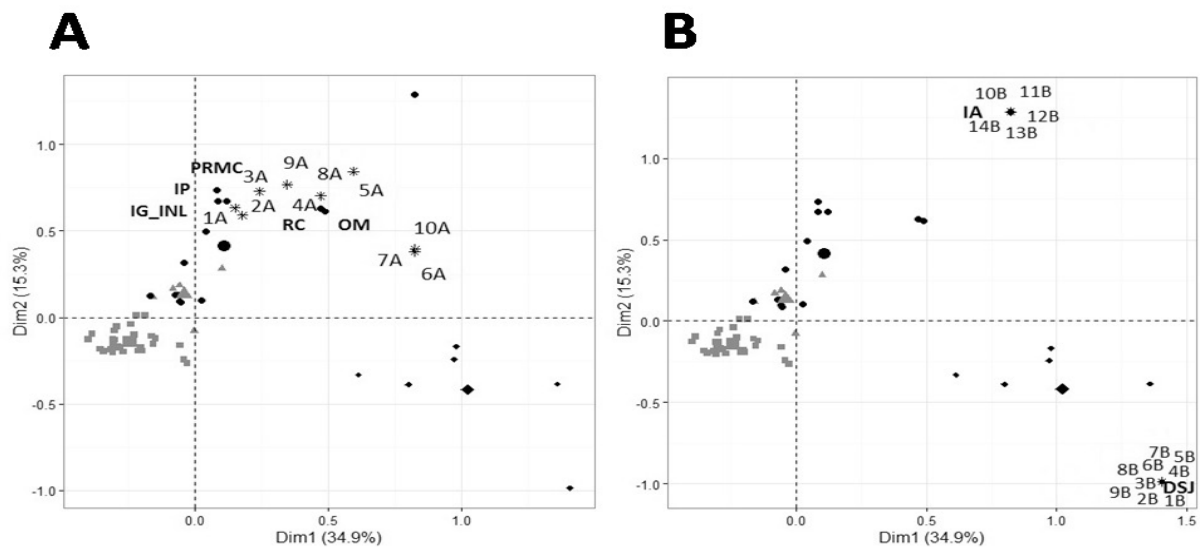 A
B
1.0
0.5
0.0
-0.5
-1.0
Dim2 (15.3%)
PRMC
IP
IG_INL
1A
3A
2A
9A
4A
8A
5A
RC
OM
10A
7A
6A
0.0
0.5
1.0
Dim1 (34.9%)
1.0
0.5
0.0
-0.5
-1.0
Dim2 (15.3%)
10B
11B
IA
12B
14B
13B
7B
5B
8B
6B
4B
3B
DSJ
9B
2B
1B
0.0
0.5
1.0
1.5
Dim1 (34.9%)